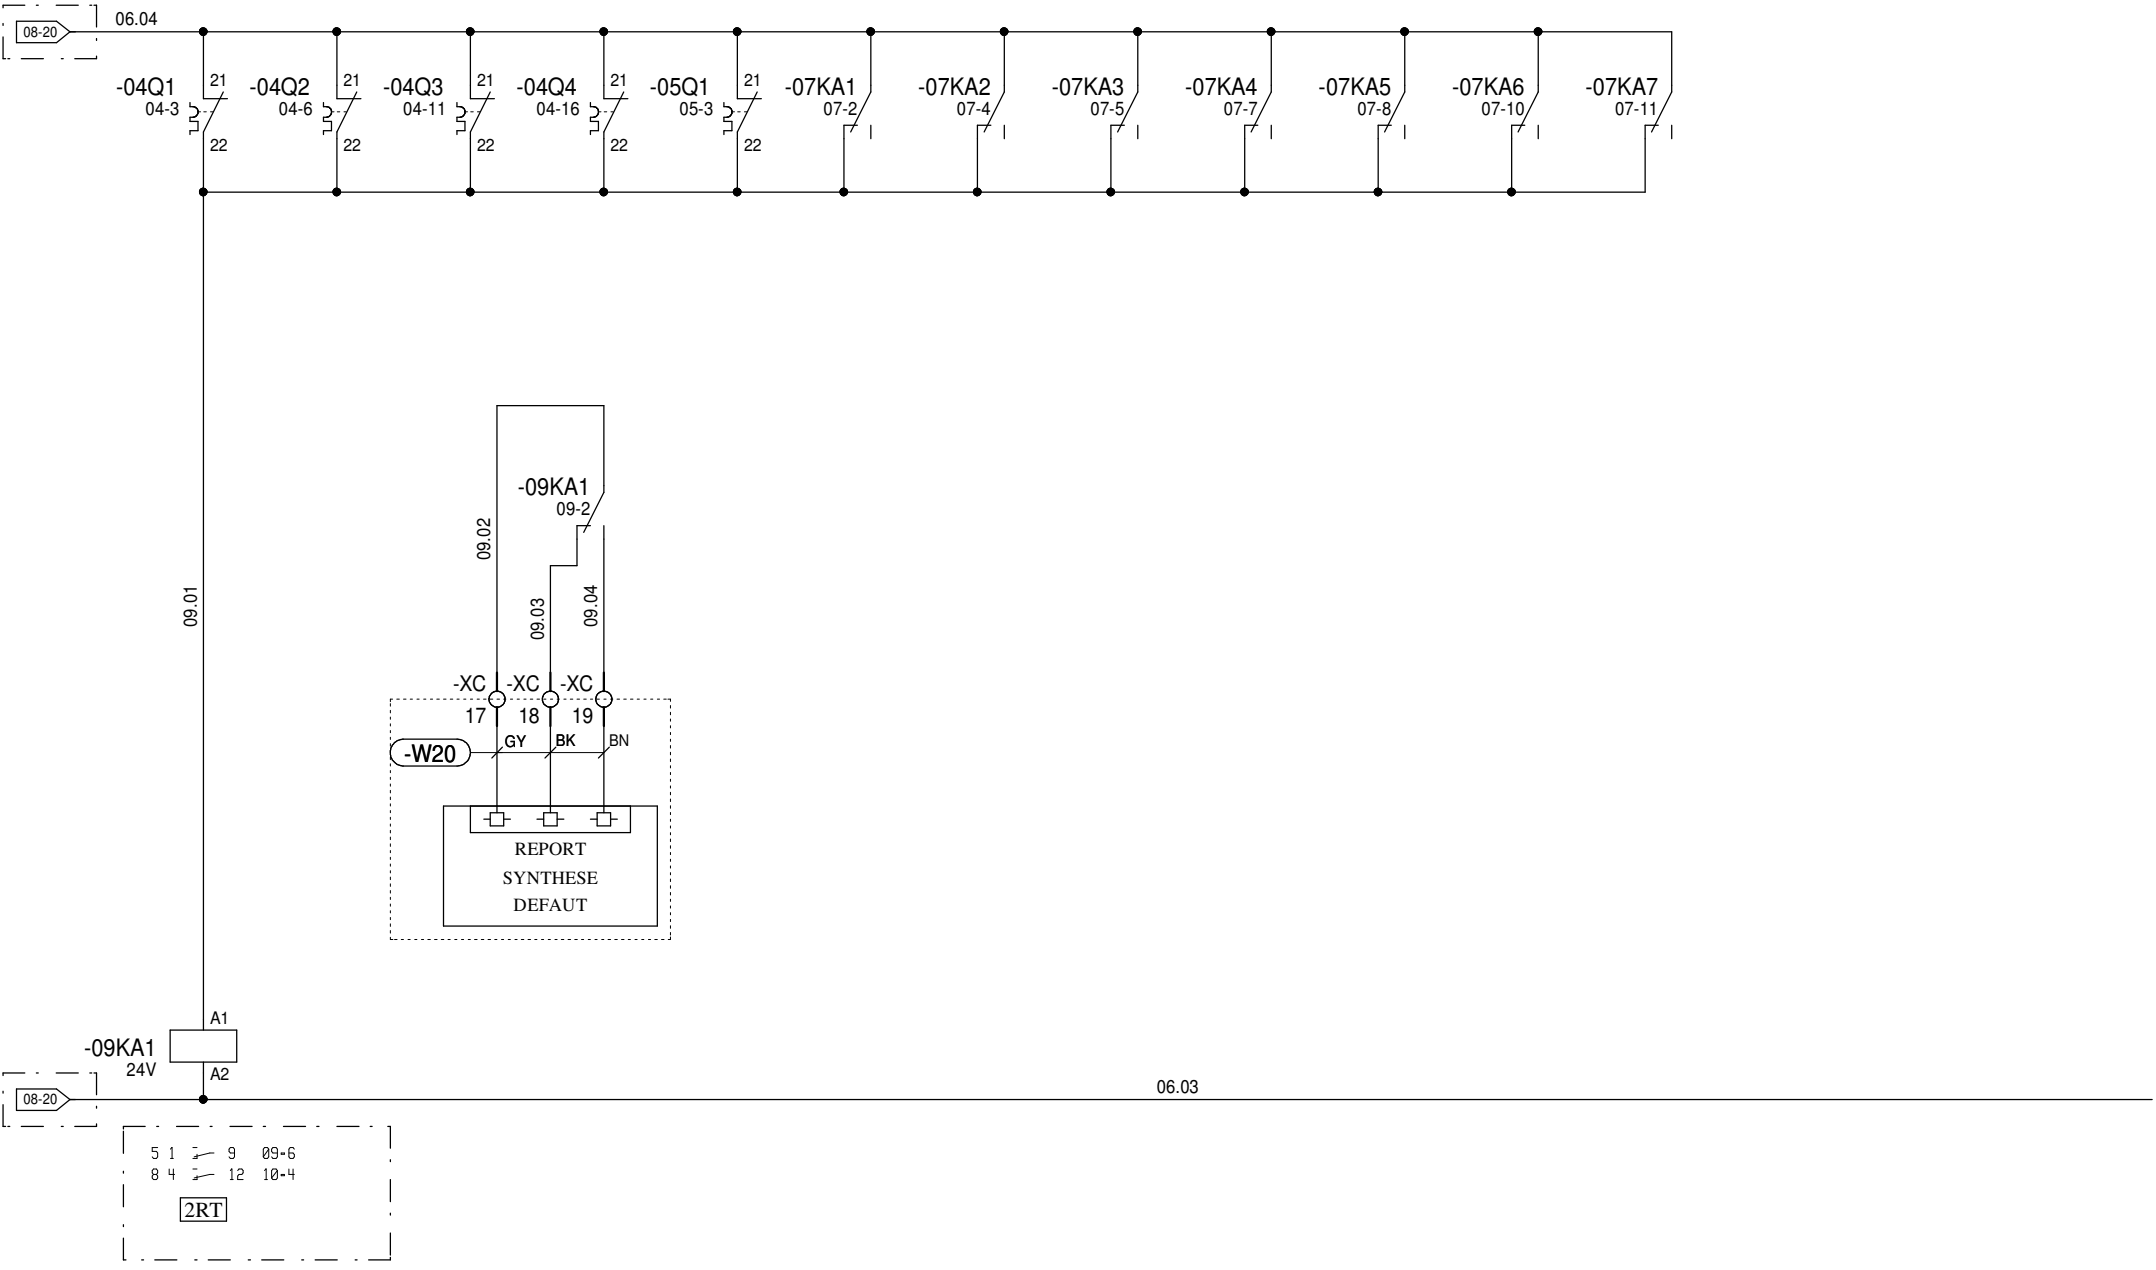 06.04
08-20
-04Q1 21 -04Q2 21 -04Q3 21 -04Q4 21 -05Q1 21 -07KA1 -07KA2 -07KA3 -07KA4 -07KA5 -07KA6 -07KA7
04-3 04-6 04-11 04-16 05-3 07-2 07-4 07-5 07-7 07-8 07-10 07-11
22 22 22 22 22
-09KA1
09-2
09.02
09.01
09.03
09.04
-XC -XC -XC
17 18 19
-W20 GY BK BN
REPORT
SYNTHESE
DEFAUT
A1
-09KA1
24V
A2
08-20
06.03
5 1 9 09-6
8 4 12 10-4
2RT